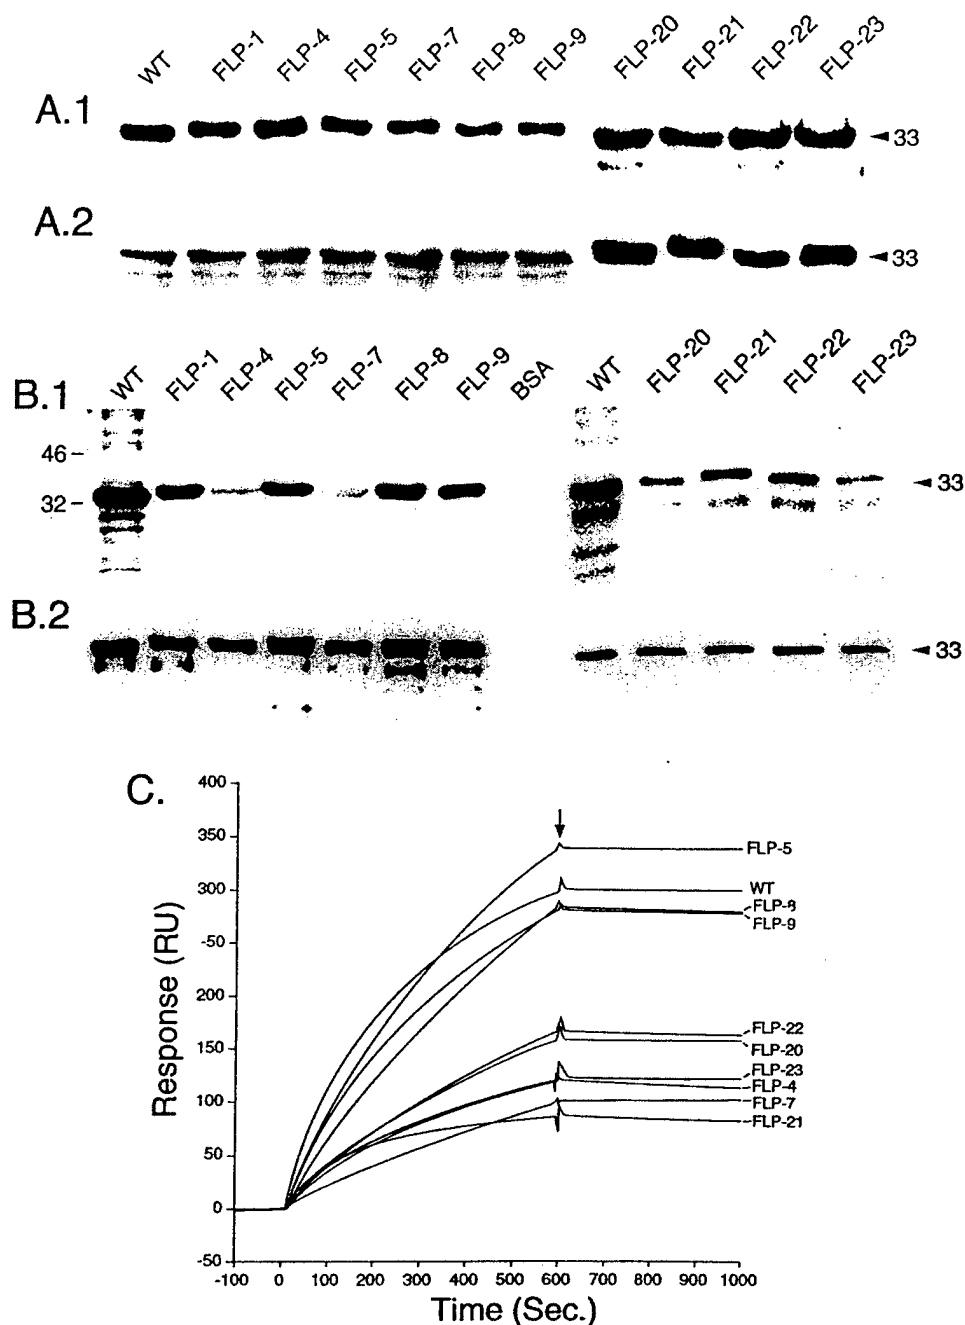 WT FLP-1 FLP-4 FLP-5 FLP-7 FLP-8 FLP-9 FLP-20 FLP-21 FLP-22 FLP-23
A.1
33
A.2
33
WT FLP-1 FLP-4 FLP-5 FLP-7 FLP-8 FLP-9 BSA WT FLP-20 FLP-21 FLP-22 FLP-23
B.1
46
32
33
B.2
33
C.
400
350
300
-50
200
150
100
50
0
-50
Response (RU)
FLP-5
WT
FLP-8
FLP-9
FLP-22
FLP-20
FLP-23
FLP-4
FLP-7
FLP-21
-100 0 100 200 300 400 500 600 700 800 900 1000
Time (Sec.)